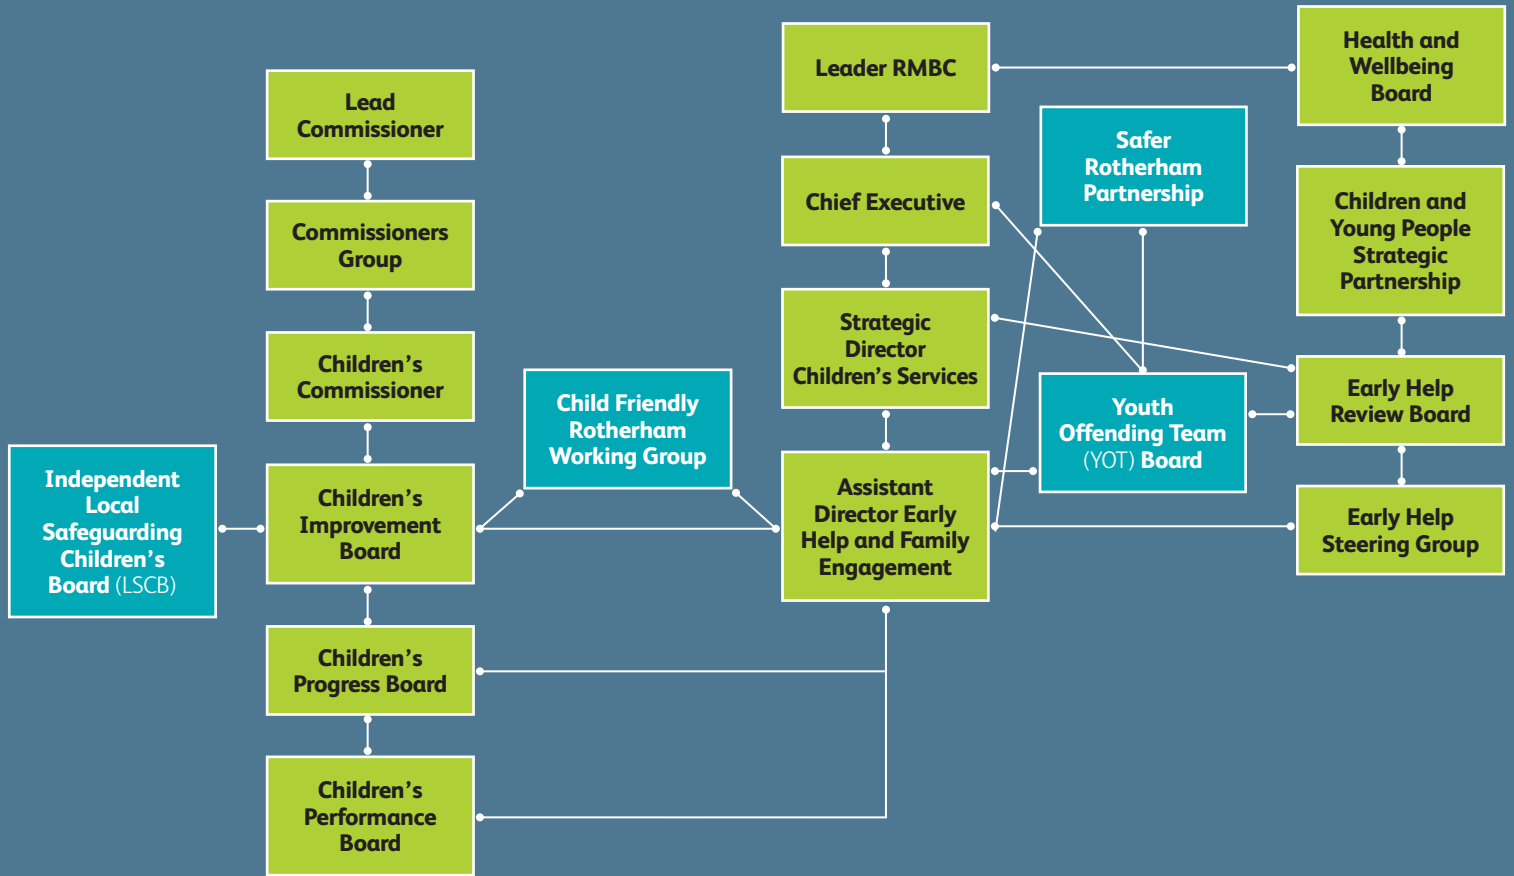 Lead
Commissioner
Commissioners
Group
Children’s
Commissioner
Independent
Local
Safeguarding
Children’s
Board (LSCB)
Children’s
Improvement
Board
Children’s
Progress Board
Children’s
Performance
Board
Child Friendly
Rotherham
Working Group
Leader RMBC
Chief Executive
Strategic
Director
Children’s Services
Assistant
Director Early
Help and Family
Engagement
Safer
Rotherham
Partnership
Youth
Offending Team
(YOT) Board
Health and
Wellbeing
Board
Children and
Young People
Strategic
Partnership
Early Help
Review Board
Early Help
Steering Group